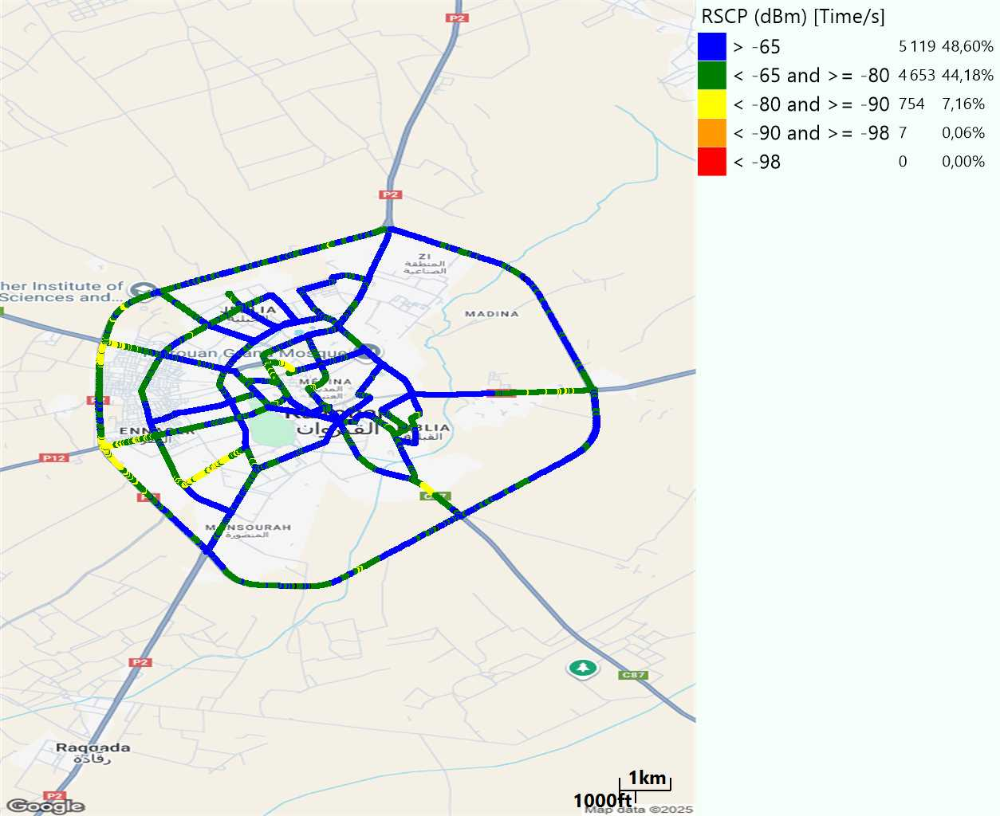 RSCP (dBm) [Time/s]
> -65 5 119 48,60%
< -65 and >= -80 4 653 44,18%
< -80 and >= -90 754 7,16%
< -90 and >= -98 7 0,06%
< -98 0 0,00%
P2
P2
ZI
المنطقة
الصناعية
her Institute of
Sciences and...
MADINA
Grand Mosque
MEDINA
ENNASER
P12
C87
MANSOURAH
المنصورة
القيروان
C87
P2
Raqqada
رقادة
P2
1km
1000ft
Google
Map data ©2025